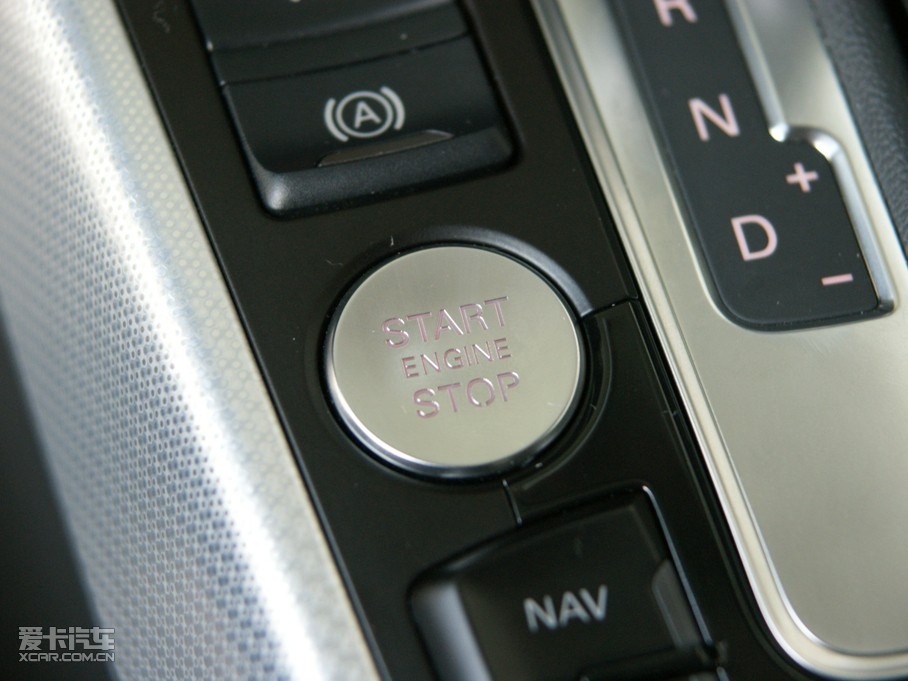 R
N
+
D
−
A
START
ENGINE
STOP
NAV
爱卡汽车
XCAR.COM.CN